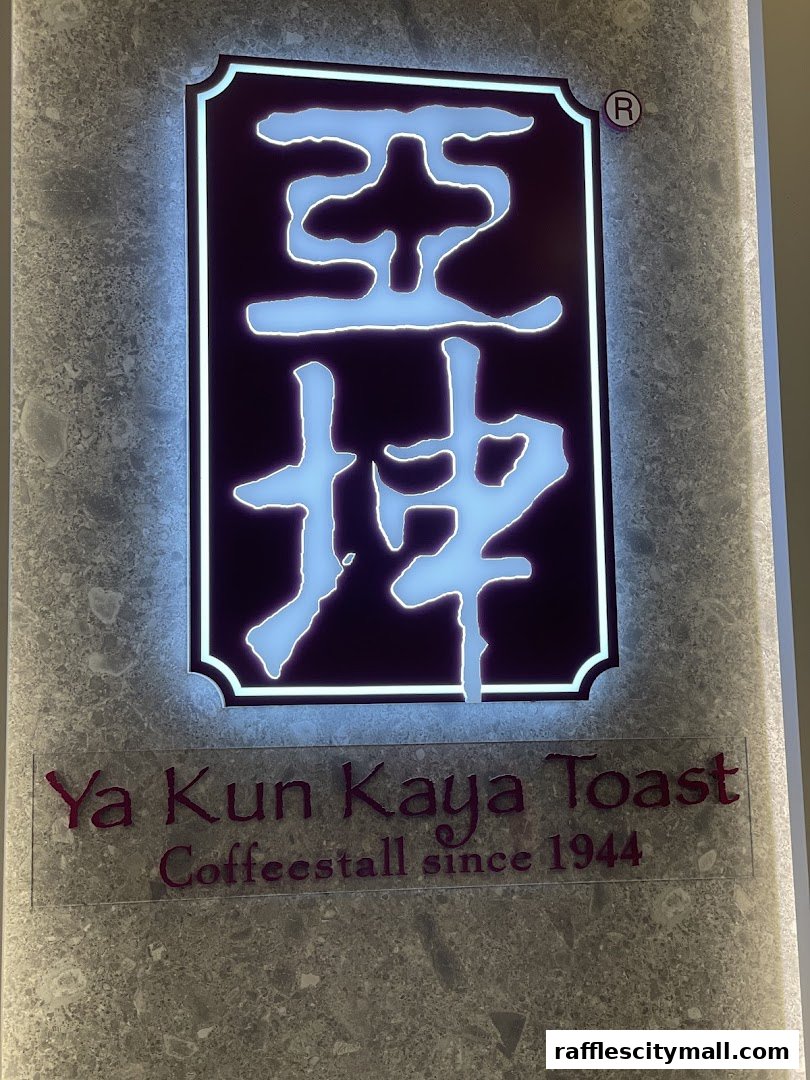 亞坤
®
Ya Kun Kaya Toast
Coffeestall since 1944
rafflescitymall.com